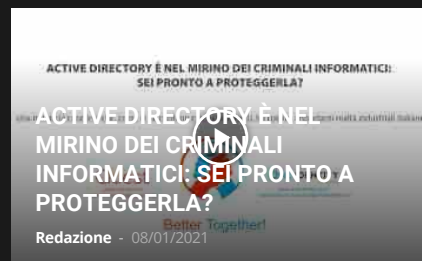 ACTIVE DIRECTORY È NEL MIRINO DEI CRIMINALI INFORMATICI:
SEI PRONTO A PROTEGGERLA?
ACTIVE DIRECTORY È NEL
MIRINO DEI CRIMINALI
INFORMATICI: SEI PRONTO A
PROTEGGERLA?
Better Together!
Redazione - 08/01/2021